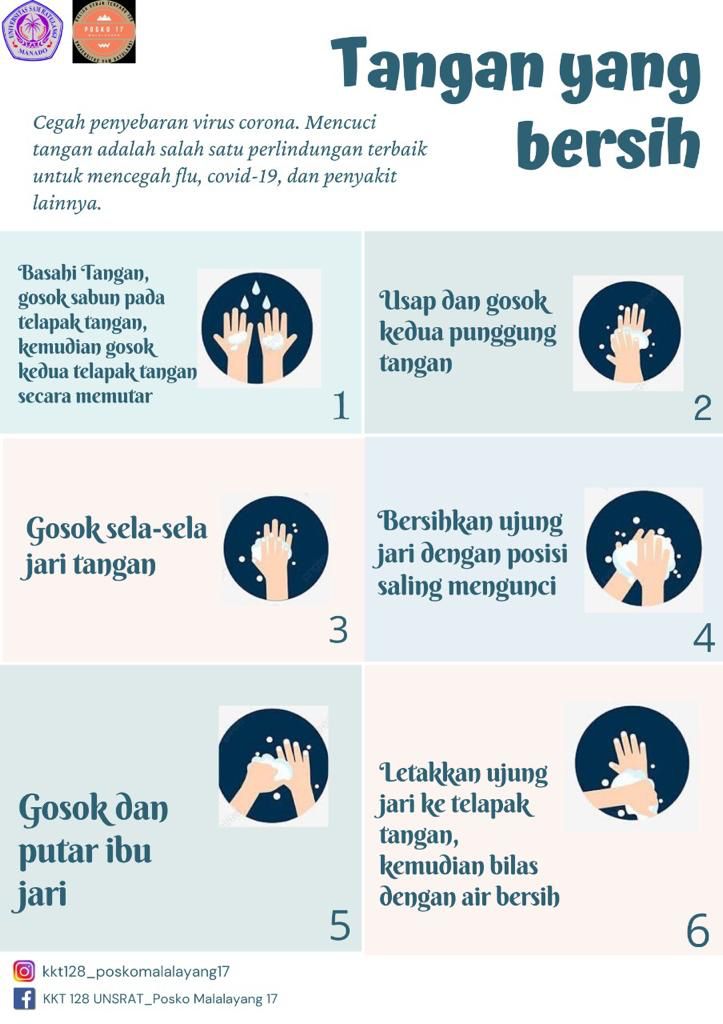 UNIVERSITAS SAM RATULANGI
MANADO
POSKO 17
MALALAYANG
Tangan yang
bersih
Cegah penyebaran virus corona. Mencuci
tangan adalah salah satu perlindungan terbaik
untuk mencegah flu, covid-19, dan penyakit
lainnya.
Basahi Tangan,
gosok sabun pada
telapak tangan,
kemudian gosok
kedua telapak tangan
secara memutar
1
Usap dan gosok
kedua punggung
tangan
2
Gosok sela-sela
jari tangan
3
Bersihkan ujung
jari dengan posisi
saling mengunci
4
Gosok dan
putar ibu
jari
5
Letakkan ujung
jari ke telapak
tangan,
kemudian bilas
dengan air bersih
6
kkt128_poskomalalayang17
KKT 128 UNSRAT_Posko Malalayang 17